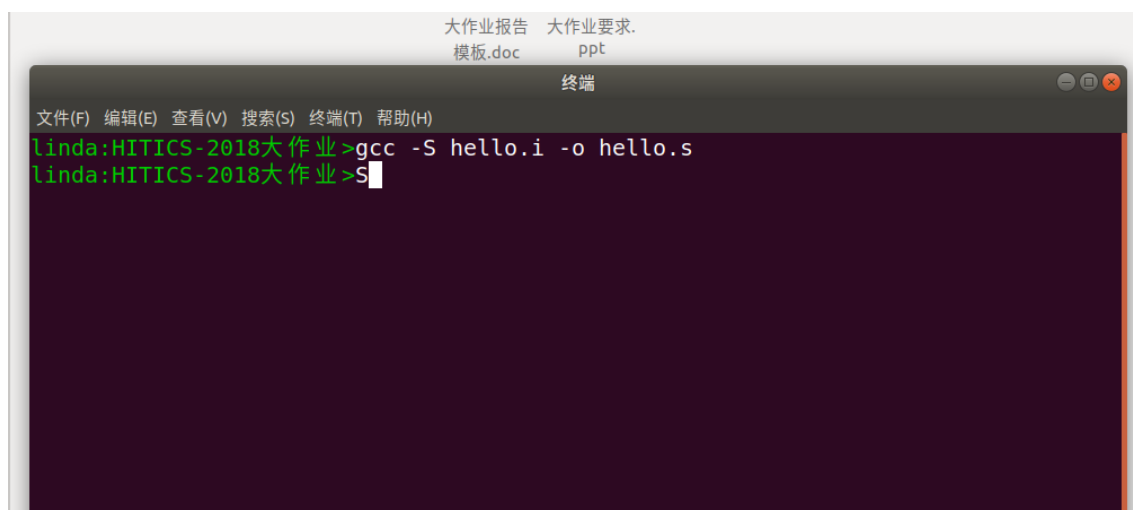 大作业报告 大作业要求.
模板.doc ppt
终端
文件(F) 编辑(E) 查看(V) 搜索(S) 终端(T) 帮助(H)
linda:HITICS-2018大作业>gcc -S hello.i -o hello.s
linda:HITICS-2018大作业>S